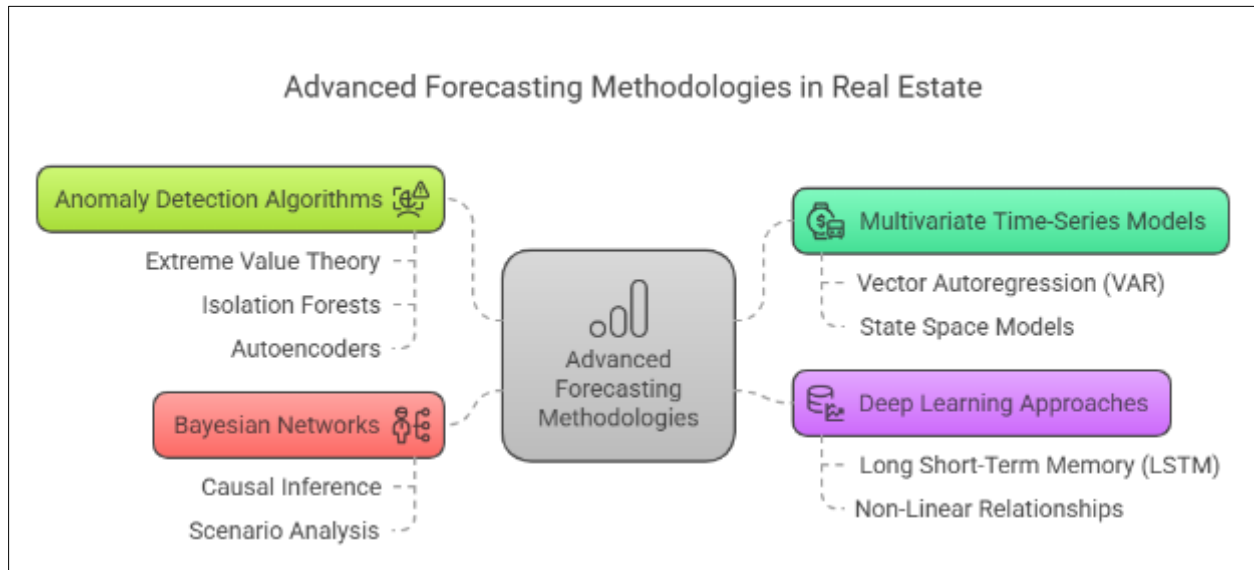 Advanced Forecasting Methodologies in Real Estate
Anomaly Detection Algorithms
Extreme Value Theory
Isolation Forests
Autoencoders
Bayesian Networks
Causal Inference
Scenario Analysis
Advanced
Forecasting
Methodologies
Multivariate Time-Series Models
Vector Autoregression (VAR)
State Space Models
Deep Learning Approaches
Long Short-Term Memory (LSTM)
Non-Linear Relationships